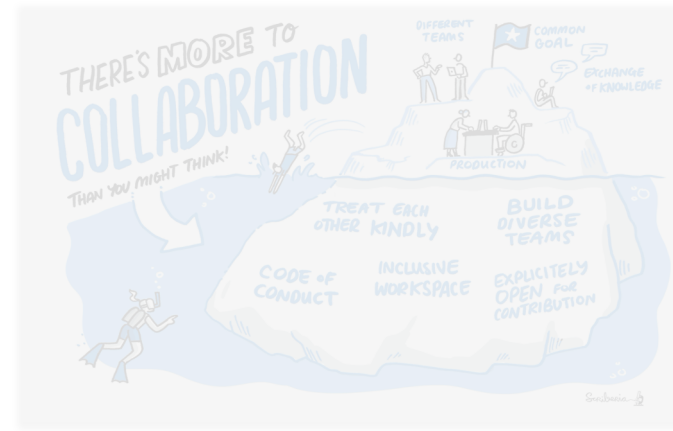 THERE'S MORE TO
COLLABORATION
THAN YOU MIGHT THINK!
DIFFERENT
TEAMS
COMMON
GOAL
EXCHANGE
OF KNOWLEDGE
PRODUCTION
TREAT EACH
OTHER KINDLY
BUILD
DIVERSE
TEAMS
CODE OF
CONDUCT
INCLUSIVE
WORKSPACE
EXPLICITELY
OPEN FOR
CONTRIBUTION